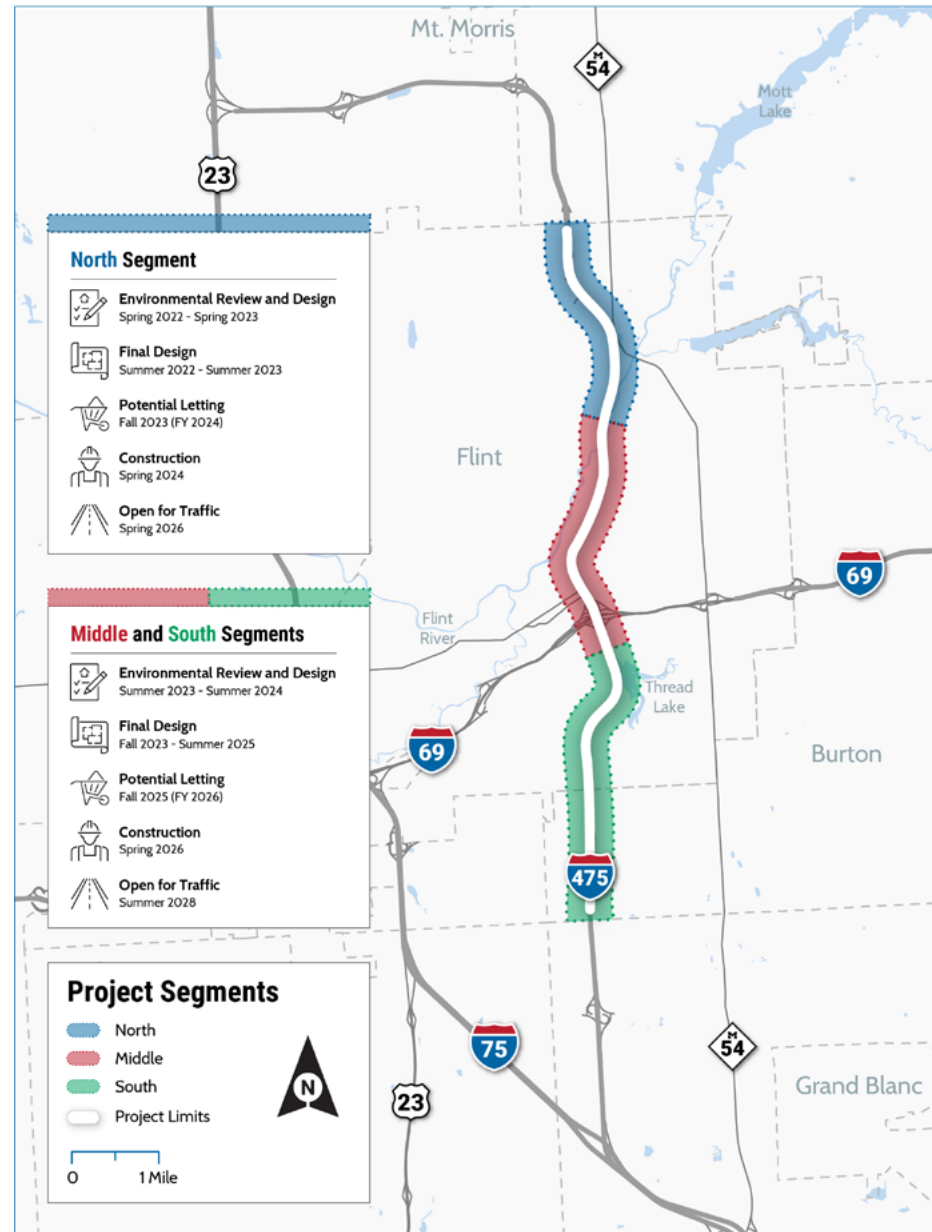 Mt. Morris
M
54
Mott
Lake
23
North Segment
Environmental Review and Design
Spring 2022 - Spring 2023
Final Design
Summer 2022 - Summer 2023
Potential Letting
Fall 2023 (FY 2024)
Construction
Spring 2024
Open for Traffic
Spring 2026
Flint
69
Flint
River
Middle and South Segments
Environmental Review and Design
Summer 2023 - Summer 2024
Final Design
Fall 2023 - Summer 2025
Potential Letting
Fall 2025 (FY 2026)
Construction
Spring 2026
Open for Traffic
Summer 2028
Thread
Lake
69
Burton
475
Project Segments
North
Middle
South
Project Limits
N
0 1 Mile
75
23
M
54
Grand Blanc